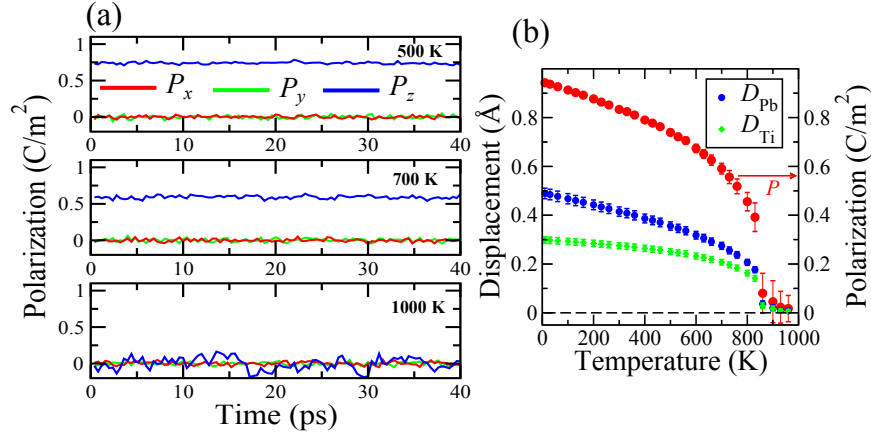 (a)
Polarization (C/m²)
1
0.5
0
500 K
Pₓ P_y P_z
0 10 20 30 40
1
0.5
0
700 K
0 10 20 30 40
1
0.5
0
1000 K
0 10 20 30 40
Time (ps)
(b)
Displacement (Å)
0.8
0.6
0.4
0.2
0
D_Pb
D_Ti
P
0.8
0.6
0.4
0.2
0
Polarization (C/m²)
0 200 400 600 800 1000
Temperature (K)